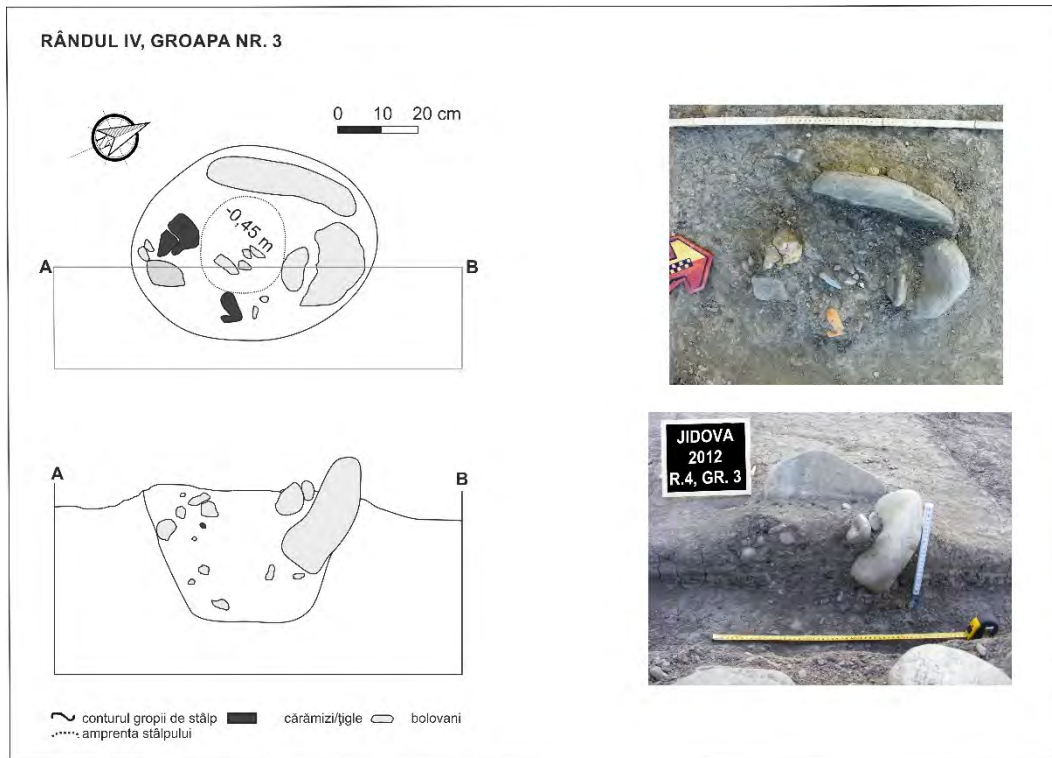 RÂNDUL IV, GROAPA NR. 3
0 10 20 cm
-0,45 m
A B
A B
JIDOVA
2012
R.4, GR. 3
conturul gropii de stâlp cărămizi/ţigle bolovani
amprenta stâlpului